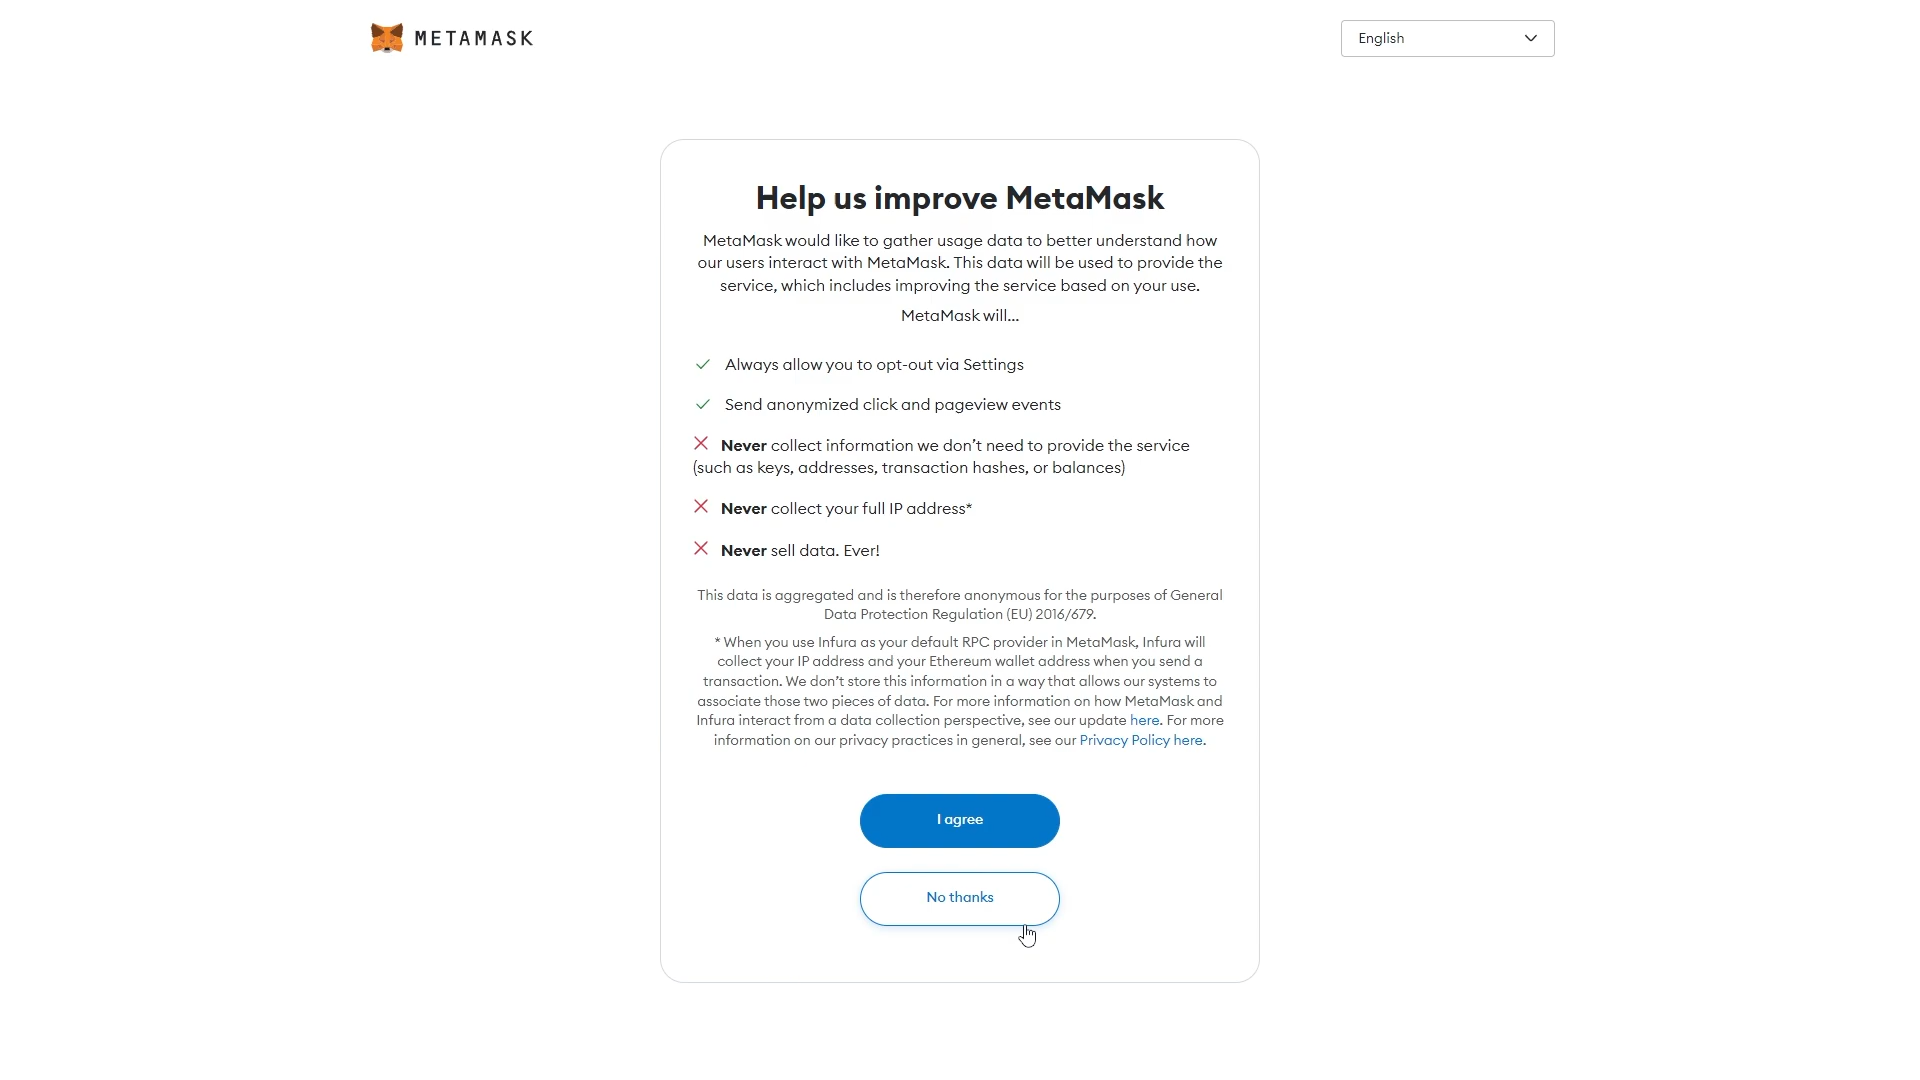 METAMASK
English
Help us improve MetaMask
MetaMask would like to gather usage data to better understand how
our users interact with MetaMask. This data will be used to provide the
service, which includes improving the service based on your use.
MetaMask will...
Always allow you to opt-out via Settings
Send anonymized click and pageview events
Never collect information we don’t need to provide the service
(such as keys, addresses, transaction hashes, or balances)
Never collect your full IP address*
Never sell data. Ever!
This data is aggregated and is therefore anonymous for the purposes of General
Data Protection Regulation (EU) 2016/679.
* When you use Infura as your default RPC provider in MetaMask, Infura will
collect your IP address and your Ethereum wallet address when you send a
transaction. We don’t store this information in a way that allows our systems to
associate those two pieces of data. For more information on how MetaMask and
Infura interact from a data collection perspective, see our update here. For more
information on our privacy practices in general, see our Privacy Policy here.
I agree
No thanks